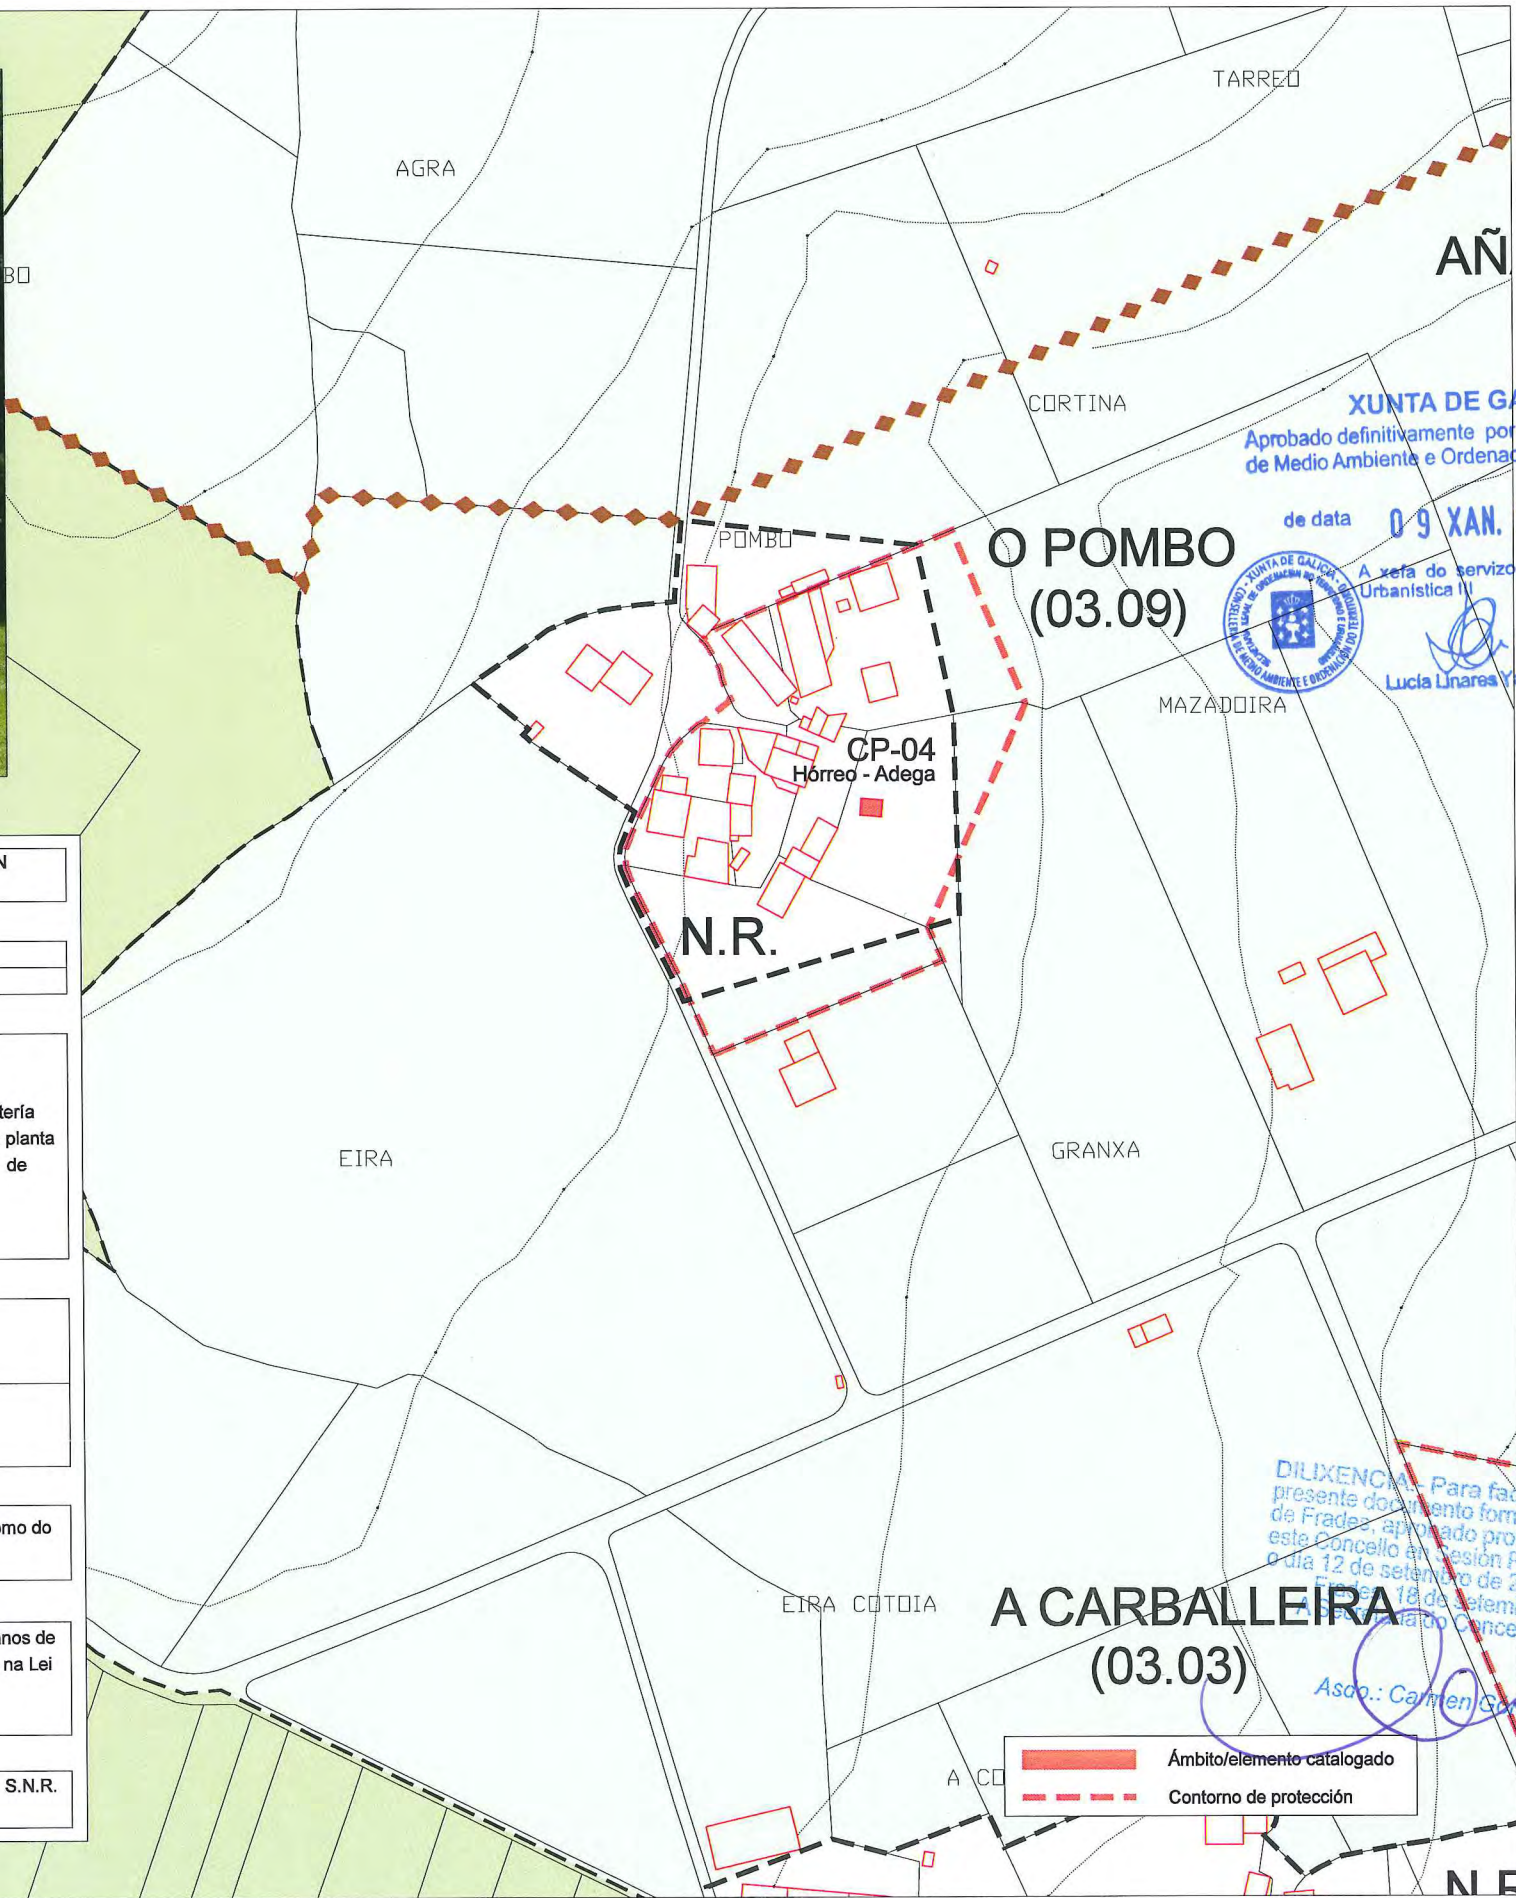 TARREO
AGRA
BO
AÑ
CORTINA
XUNTA DE GA
Aprobado definitivamente por
de Medio Ambiente e Ordenac
de data 09 XAN.
A xefa do servizo
Urbanística III
Lucía Linares Y
POMBO
O POMBO
(03.09)
MAZADOIRA
CP-04
Hórreo - Adega
N.R.
N
tería
planta
de
EIRA
GRANXA
omo do
anos de
na Lei
S.N.R.
DILIXENCIA.- Para fac
presente documento form
de Frades, aprobado pro
este Concello en Sesión P
o día 12 de setembro de 2
Frades, 18 de setem
A Secretaria do Conce
Asdo.: Carmen Go
EIRA COTOIA
A CARBALLEIRA
(03.03)
A CO
Ámbito/elemento catalogado
Contorno de protección
N.R